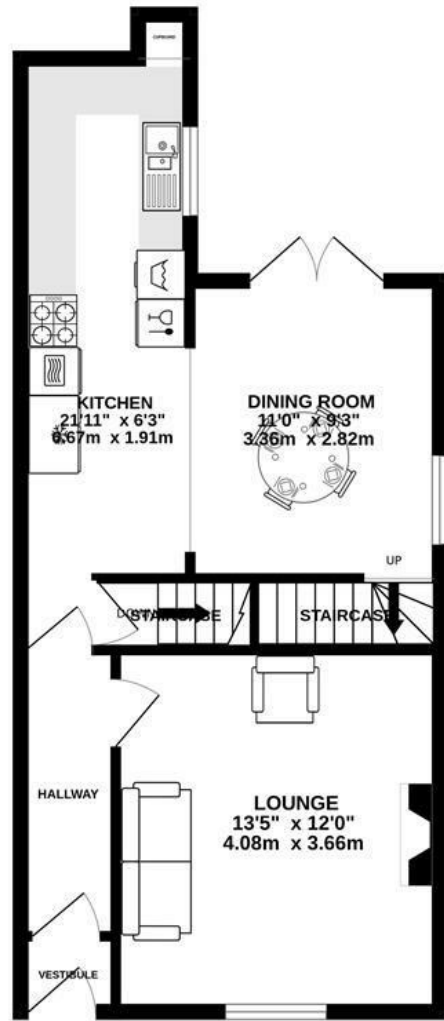 CUPBOARD
KITCHEN
21'11" x 6'3"
6.67m x 1.91m
DINING ROOM
11'0" x 9'3"
3.36m x 2.82m
UP
DOWN
STAIRCASE
STAIRCASE
HALLWAY
LOUNGE
13'5" x 12'0"
4.08m x 3.66m
VESTIBULE